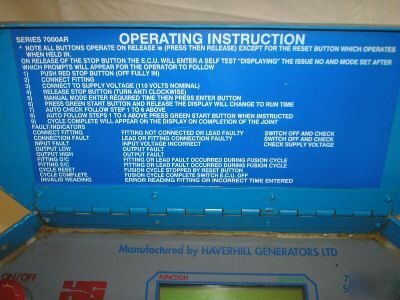 SERIES 7000AR OPERATING INSTRUCTION
* NOTE ALL BUTTONS OPERATE ON RELEASE ie (PRESS THEN RELEASE) EXCEPT FOR THE RESET BUTTON WHICH OPERATES
WHEN HELD IN.
ON RELEASE OF THE STOP BUTTON THE E.C.U. WILL ENTER A SELF TEST "DISPLAYING" THE ISSUE NO AND MODE SET AFTER
WHICH PROMPTS WILL APPEAR FOR THE OPERATOR TO FOLLOW
1) PUSH RED STOP BUTTON (OFF FULLY IN)
2) CONNECT FITTING
3) CONNECT TO SUPPLY VOLTAGE (110 VOLTS NOMINAL)
4) RELEASE STOP BUTTON (TURN ANTI CLOCKWISE)
5) MANUAL MODE ENTER REQUIRED TIME THEN PRESS ENTER BUTTON
6) PRESS GREEN START BUTTON AND RELEASE THE DISPLAY WILL CHANGE TO RUN TIME
7) AUTO CHECK FOLLOW STEP 1 TO 6 ABOVE
8) AUTO FOLLOW STEPS 1 TO 4 ABOVE PRESS GREEN START BUTTON WHEN INSTRUCTED
9) CYCLE COMPLETE WILL APPEAR ON THE DISPLAY ON COMPLETION OF THE JOINT
FAULT INDICATORS
CONNECT FITTING FITTING NOT CONNECTED OR LEAD FAULTY SWITCH OFF AND CHECK
CONNECTION FAULT LEAD OR FITTING CONNECTION FAULTY SWITCH OFF AND CHECK
INPUT FAULT INPUT VOLTAGE INCORRECT CHECK SUPPLY VOLTAGE
OUTPUT LOW OUTPUT FAULT
OUTPUT HIGH OUTPUT FAULT
FITTING O/C FITTING OR LEAD FAULT OCCURRED DURING FUSION CYCLE
FITTING S/C FITTING OR LEAD FAULT OCCURRED DURING FUSION CYCLE
CYCLE RESET FUSION CYCLE STOPPED BY RESET BUTTON
CYCLE COMPLETE FUSION CYCLE COMPLETE SWITCH E.C.U. OFF
INVALID READING ERROR READING FITTING OR INCORRECT TIME ENTERED
Manufactured by HAVERHILL GENERATORS LTD
ON/OFF
FUNCTION